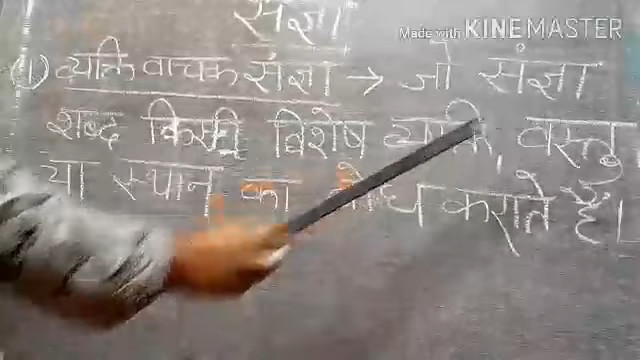 संज्ञा
Made with KINEMASTER
(1) व्यक्ति वाचक संज्ञा → जो संज्ञा
शब्द किसी विशेष व्यक्ति, वस्तु
या स्थान का बोध कराते हैं।